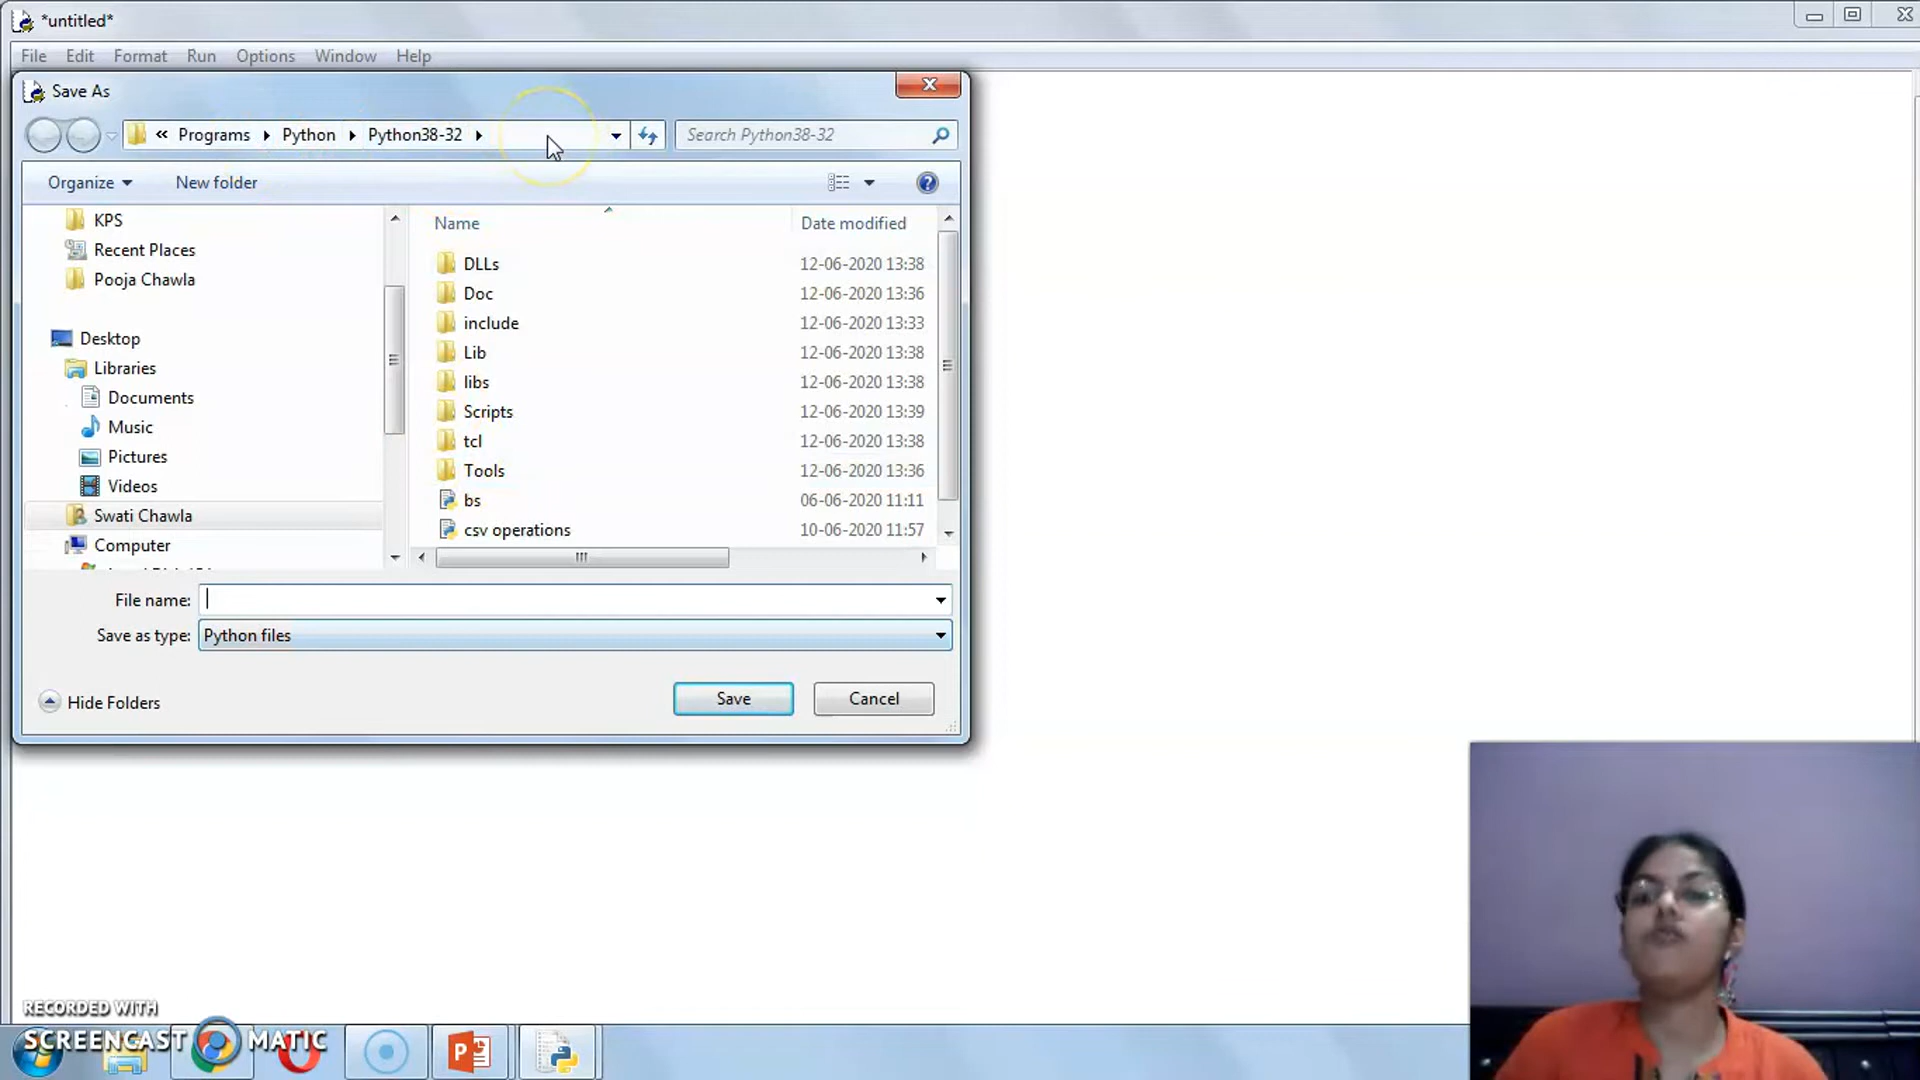 *untitled*
File Edit Format Run Options Window Help
Save As
« Programs Python Python38-32
Search Python38-32
Organize New folder
KPS
Recent Places
Pooja Chawla
Desktop
Libraries
Documents
Music
Pictures
Videos
Swati Chawla
Computer
Name Date modified
DLLs 12-06-2020 13:38
Doc 12-06-2020 13:36
include 12-06-2020 13:33
Lib 12-06-2020 13:38
libs 12-06-2020 13:38
Scripts 12-06-2020 13:39
tcl 12-06-2020 13:38
Tools 12-06-2020 13:36
bs 06-06-2020 11:11
csv operations 10-06-2020 11:57
File name:
Save as type: Python files
Hide Folders Save Cancel
RECORDED WITH
SCREENCAST MATIC